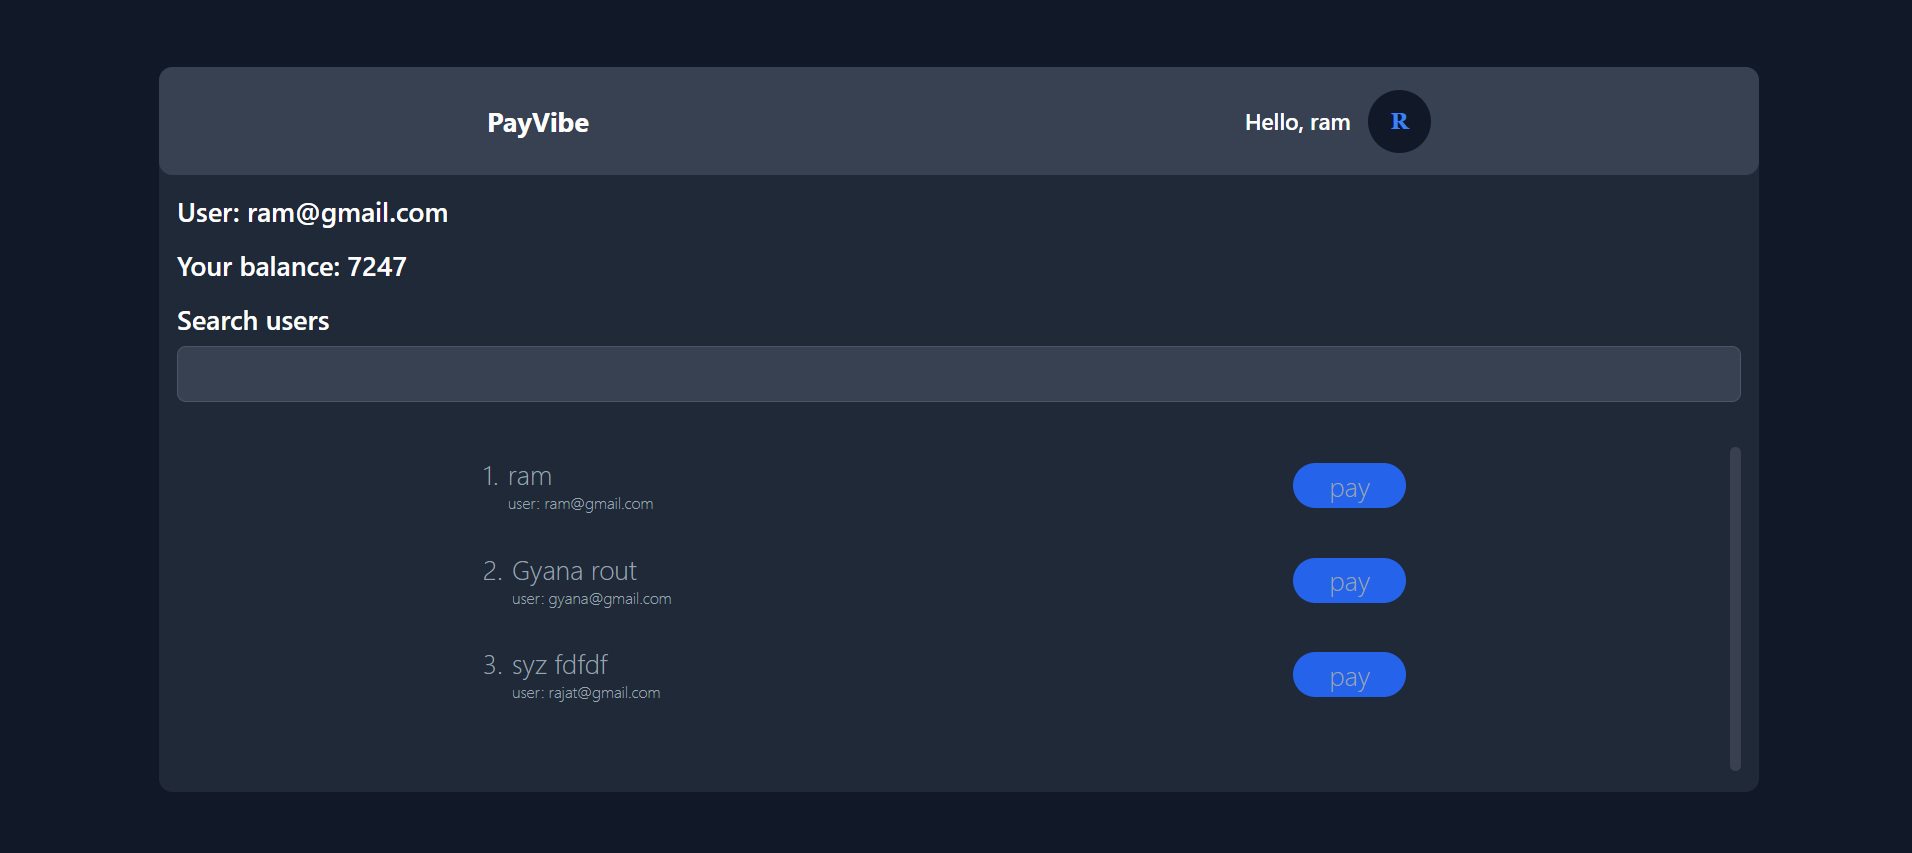 PayVibe
Hello, ram
R
User: ram@gmail.com
Your balance: 7247
Search users
1. ram
user: ram@gmail.com
pay
2. Gyana rout
user: gyana@gmail.com
pay
3. syz fdfdf
user: rajat@gmail.com
pay